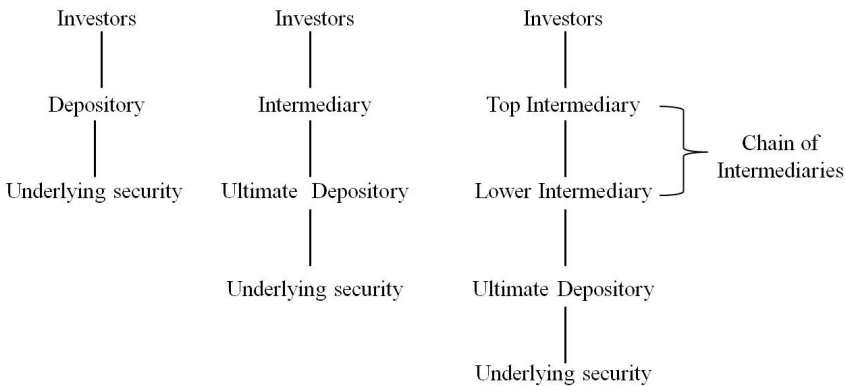 Investors
Depository
Underlying security
Investors
Intermediary
Ultimate Depository
Underlying security
Investors
Top Intermediary
Lower Intermediary
Ultimate Depository
Underlying security
Chain of
Intermediaries